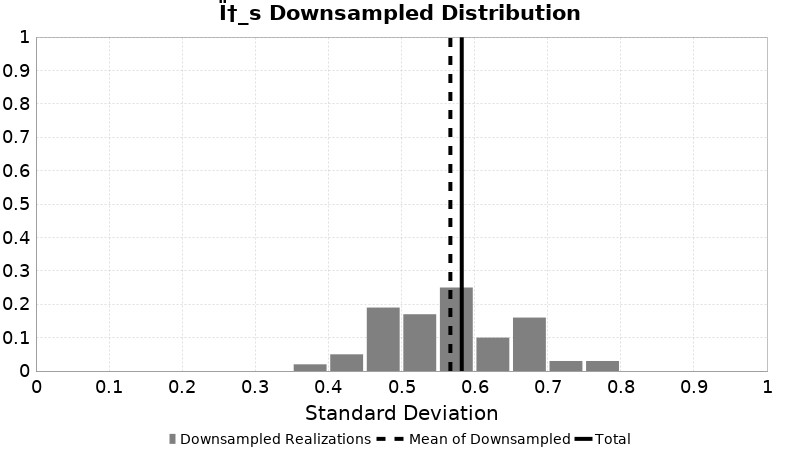 Ï†_s Downsampled Distribution
1
0.9
0.8
0.7
0.6
0.5
0.4
0.3
0.2
0.1
0
0 0.1 0.2 0.3 0.4 0.5 0.6 0.7 0.8 0.9 1
Standard Deviation
Downsampled Realizations Mean of Downsampled Total